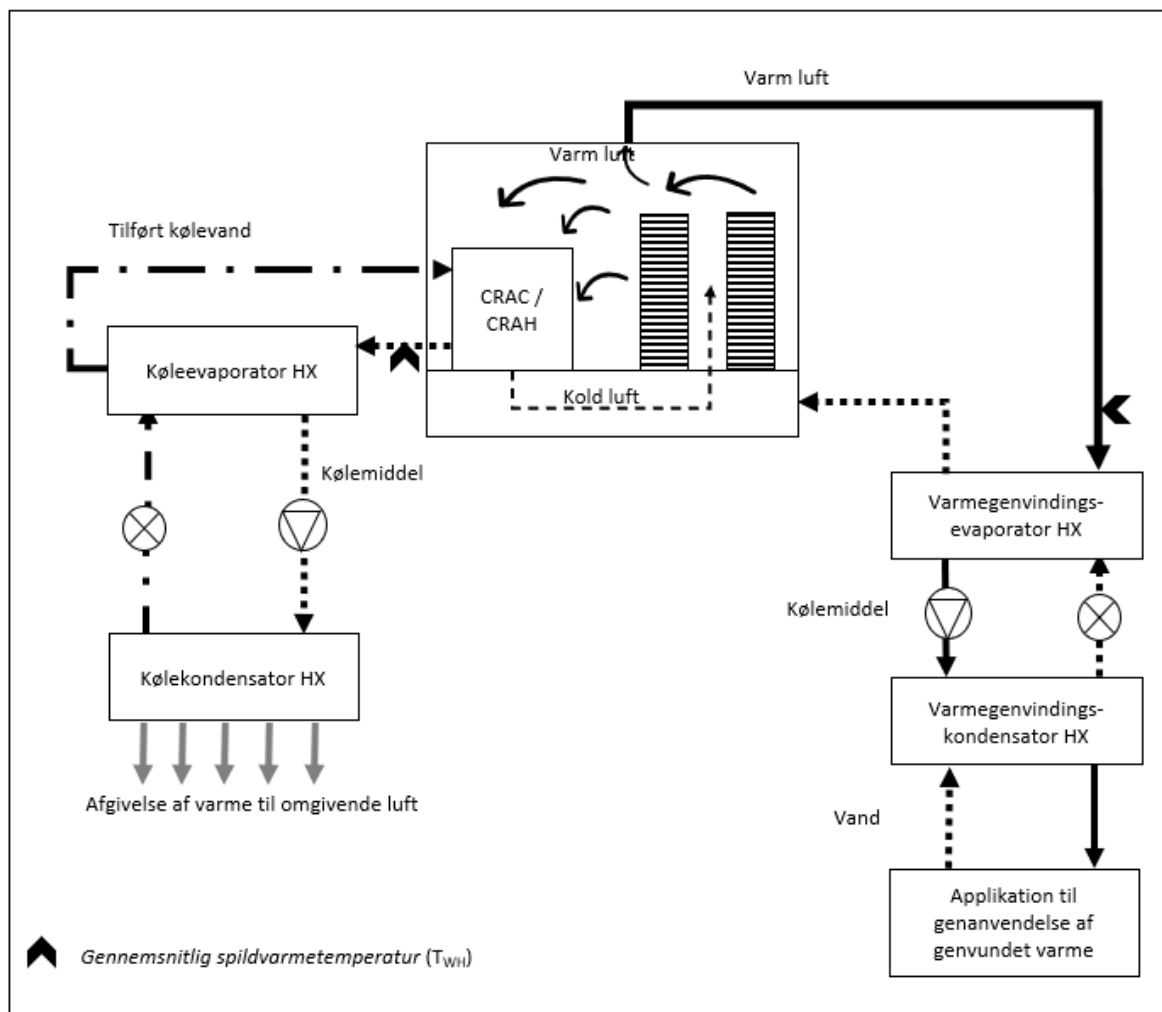 Varm luft
Varm luft
Tilført kølevand
CRAC /
CRAH
Køleevaporator HX
Kold luft
Kølemiddel
Varmegenvindings-
evaporator HX
Kølemiddel
Kølekondensator HX
Varmegenvindings-
kondensator HX
Afgivelse af varme til omgivende luft
Vand
Applikation til
genanvendelse af
genvundet varme
Gennemsnitlig spildvarmetemperatur (TWH)